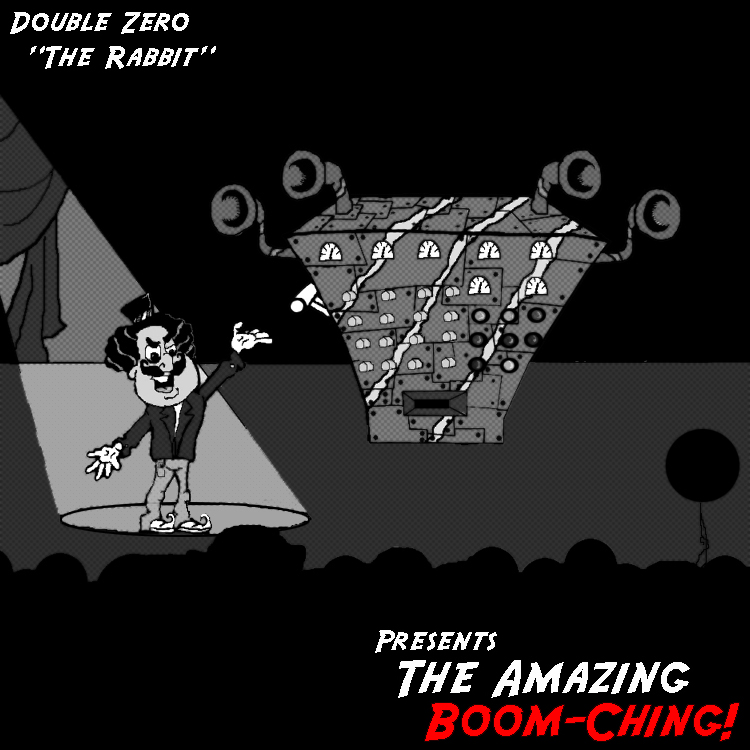 Double Zero
"The Rabbit"
Presents
The Amazing
Boom-Ching!